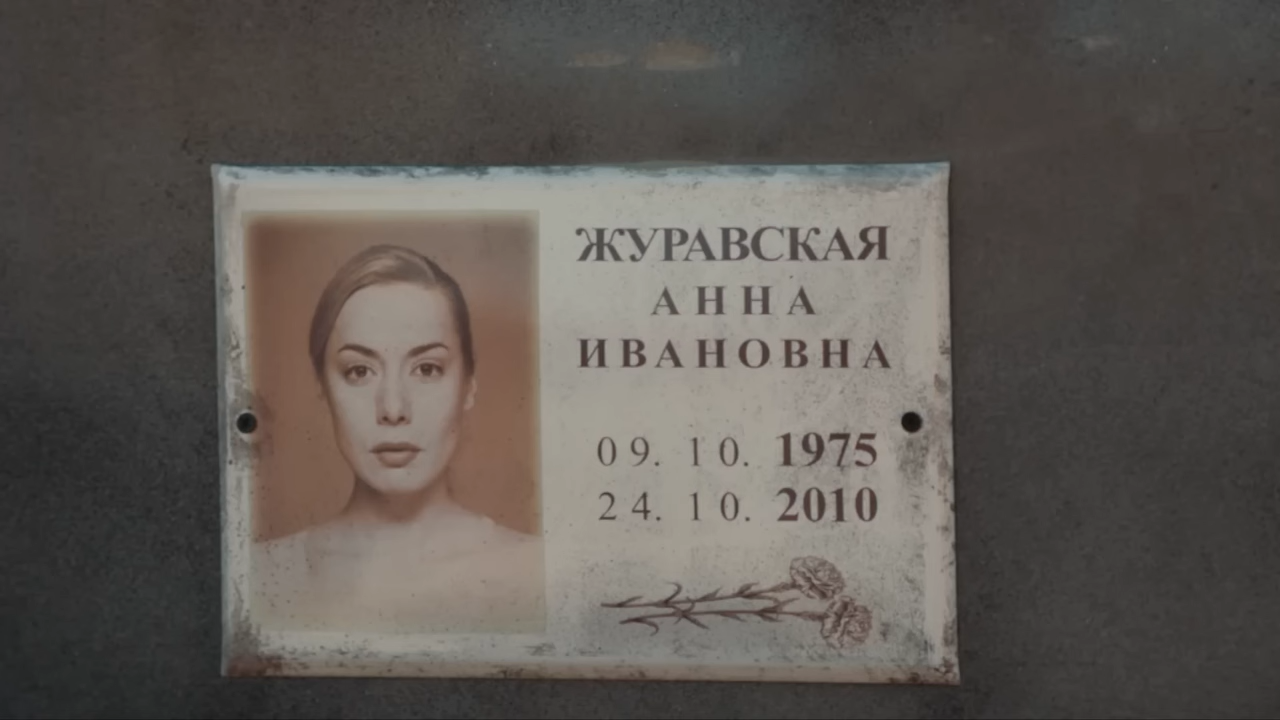 ЖУРАВСКАЯ
АННА
ИВАНОВНА
09. 10. 1975
24. 10. 2010